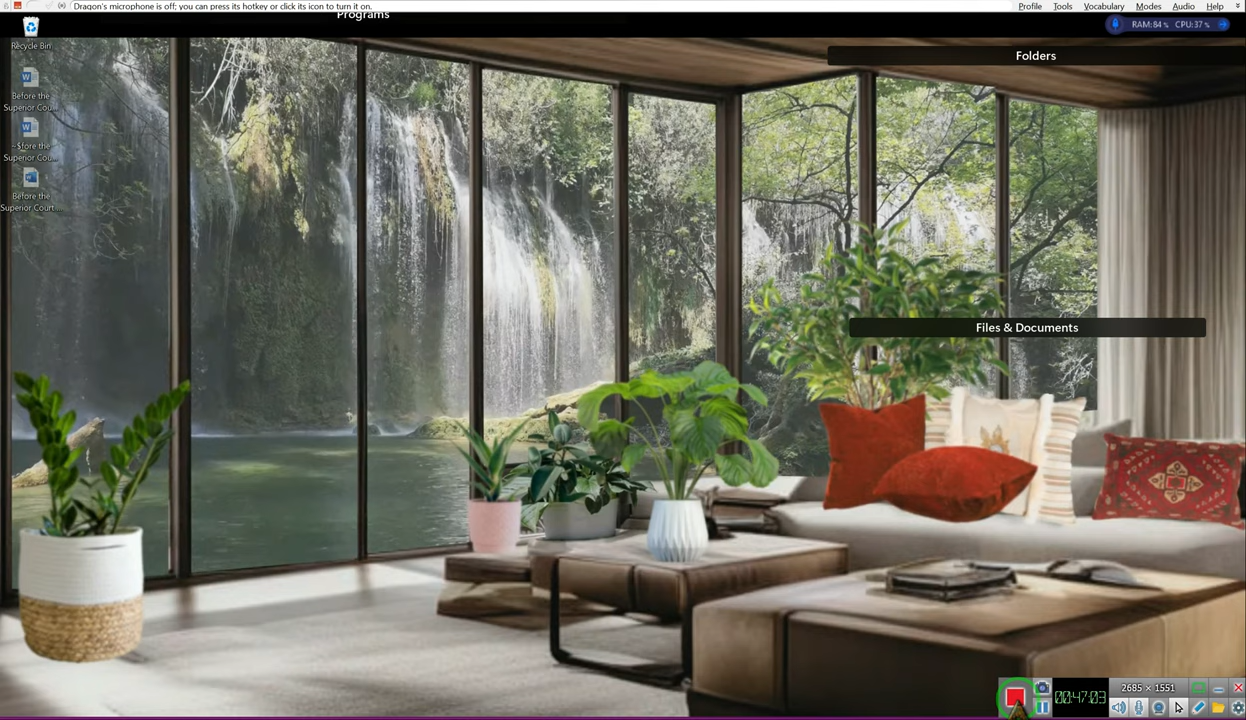 Dragon's microphone is off; you can press its hotkey or click its icon to turn it on.
Profile Tools Vocabulary Modes Audio Help
Programs
RAM: 84 % CPU: 37 %
Recycle Bin
Folders
Before the
Superior Cou...
~$fore the
Superior Cou...
Before the
Superior Court ...
Files & Documents
2685 × 1551
00:47:03